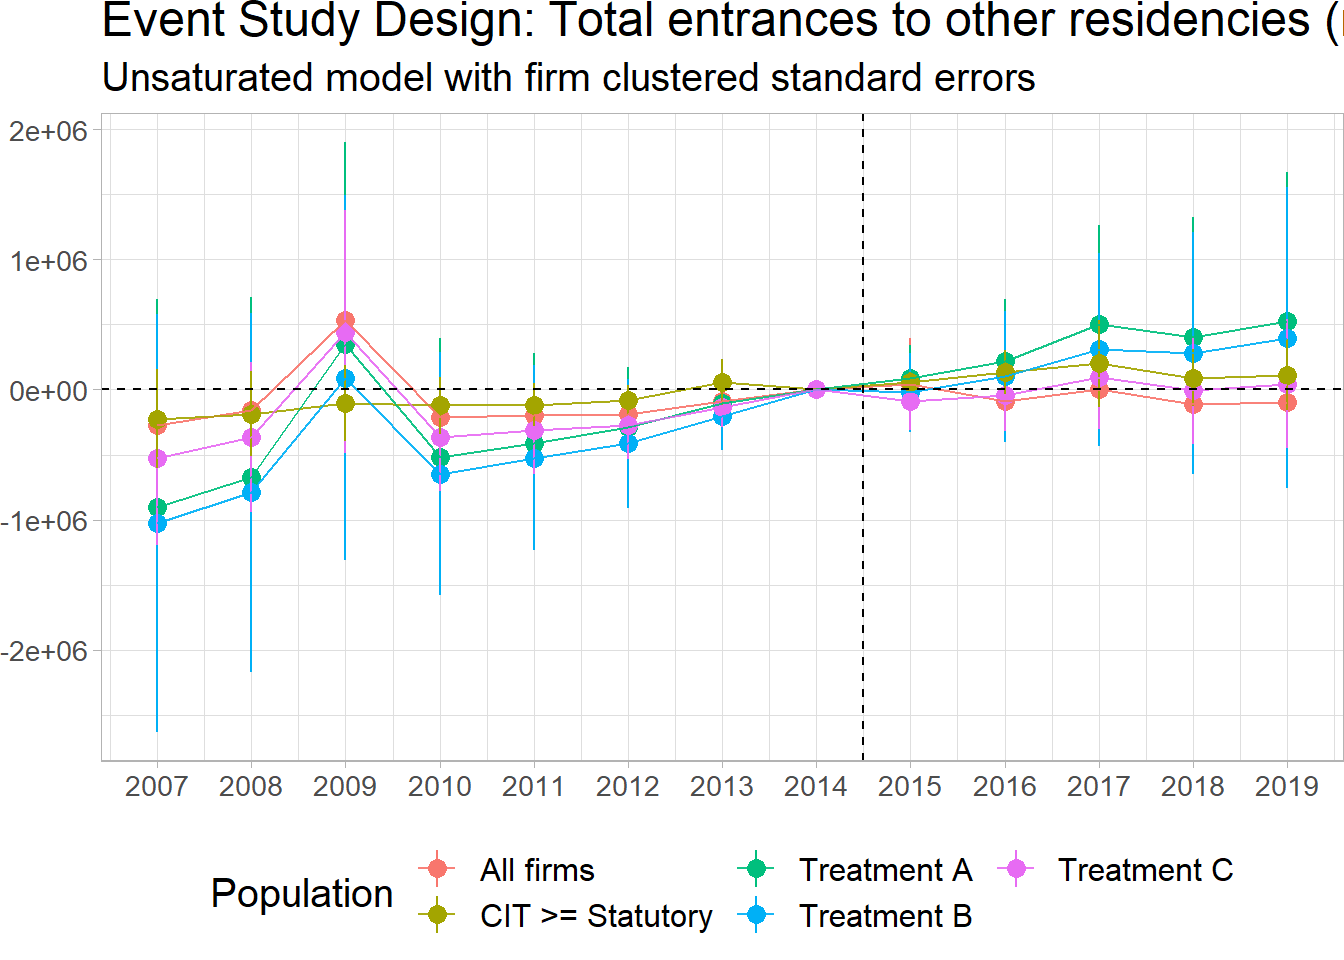 Event Study Design: Total entrances to other residencies (
Unsaturated model with firm clustered standard errors
2e+06
1e+06
0e+00
-1e+06
-2e+06
2007 2008 2009 2010 2011 2012 2013 2014 2015 2016 2017 2018 2019
Population
All firms
CIT >= Statutory
Treatment A
Treatment B
Treatment C